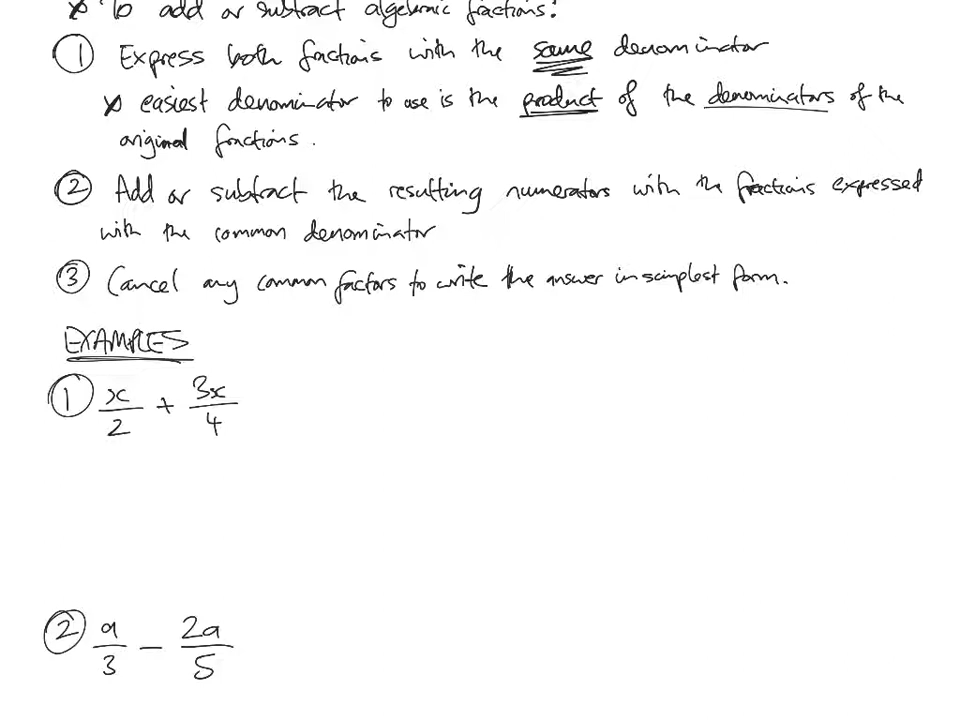 * To add or subtract algebraic fractions:
① Express both fractions with the same denominator
* easiest denominator to use is the product of the denominators of the
original fractions.
② Add or subtract the resulting numerators with the fractions expressed
with the common denominator
③ Cancel any common factors to write the answer in simplest form.
EXAMPLES
① x/2 + 3x/4
② a/3 - 2a/5